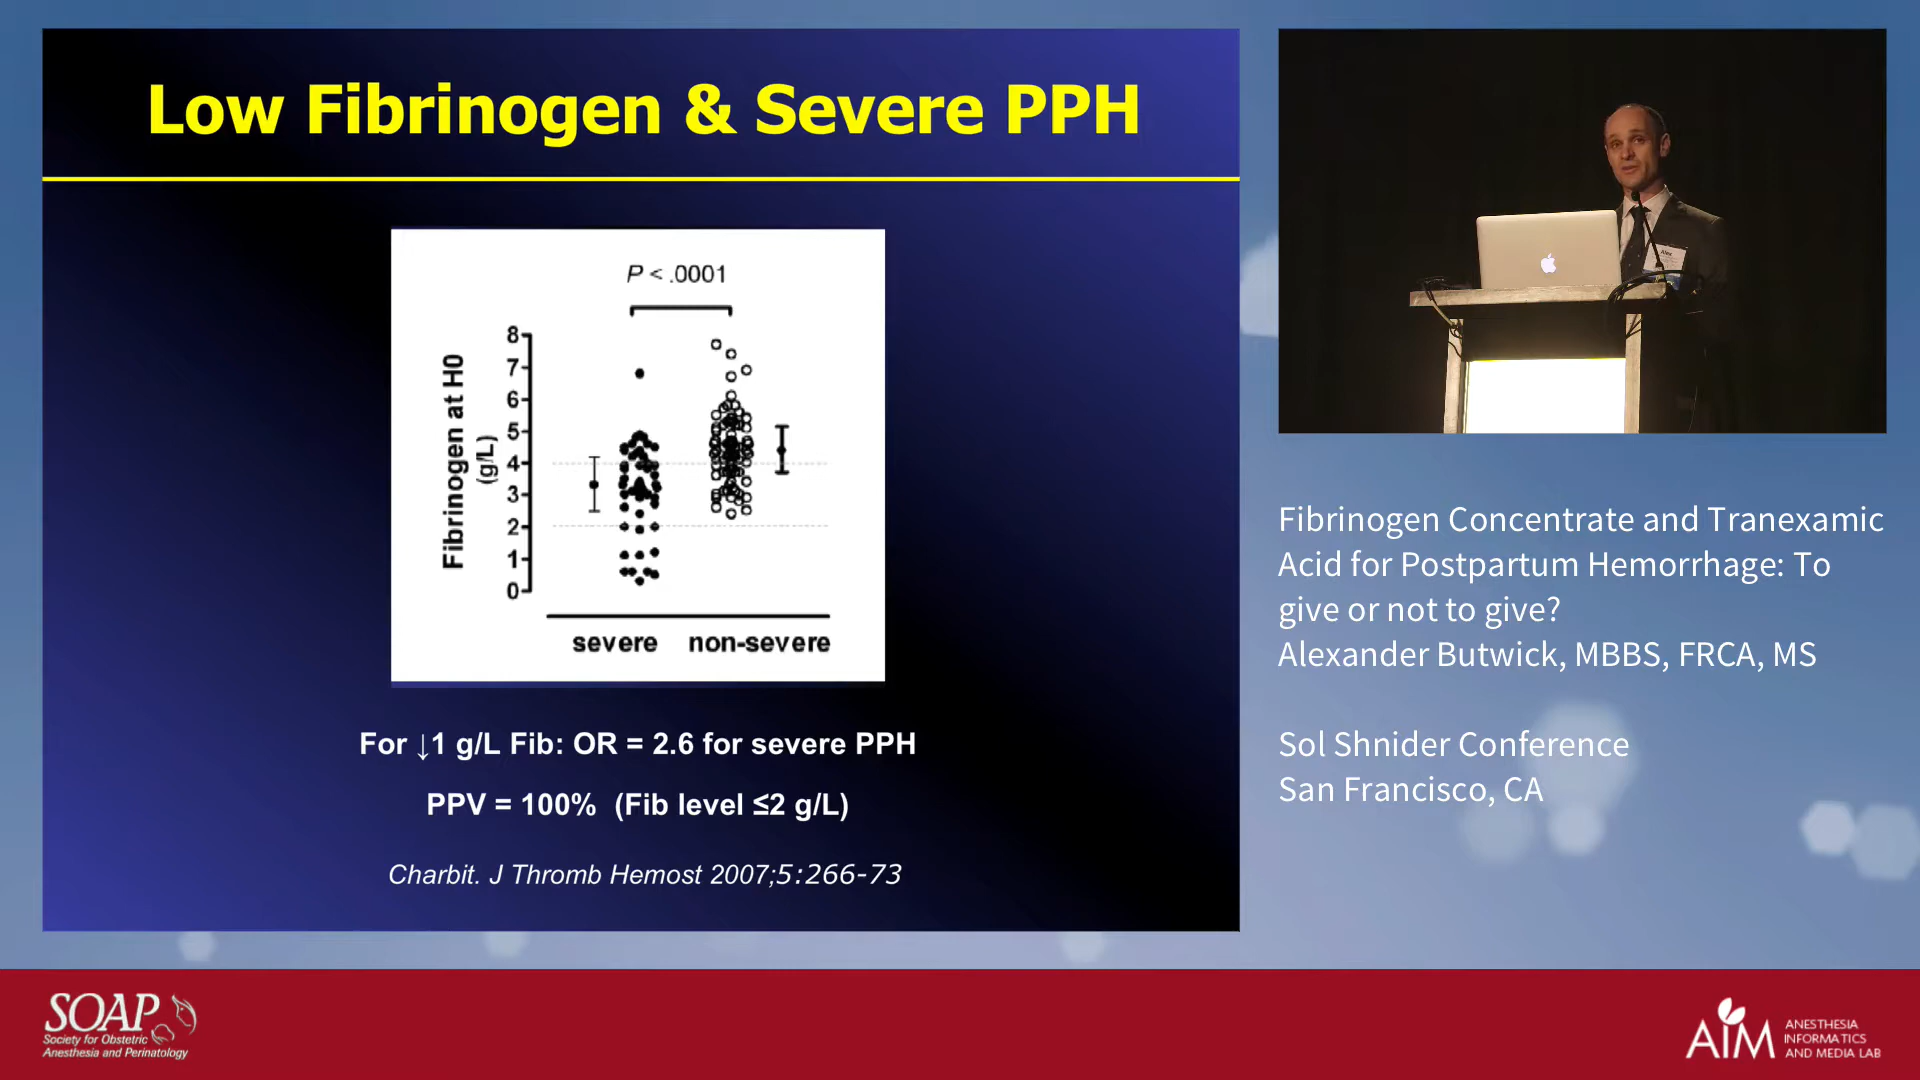 Low Fibrinogen & Severe PPH
P < .0001
Fibrinogen at H0
(g/L)
8
7
6
5
4
3
2
1
0
severe non-severe
For ↓1 g/L Fib: OR = 2.6 for severe PPH
PPV = 100% (Fib level ≤2 g/L)
Charbit. J Thromb Hemost 2007;5:266-73
Alex
Fibrinogen Concentrate and Tranexamic
Acid for Postpartum Hemorrhage: To
give or not to give?
Alexander Butwick, MBBS, FRCA, MS
Sol Shnider Conference
San Francisco, CA
SOAP
Society for Obstetric
Anesthesia and Perinatology
AIM
ANESTHESIA
INFORMATICS
AND MEDIA LAB